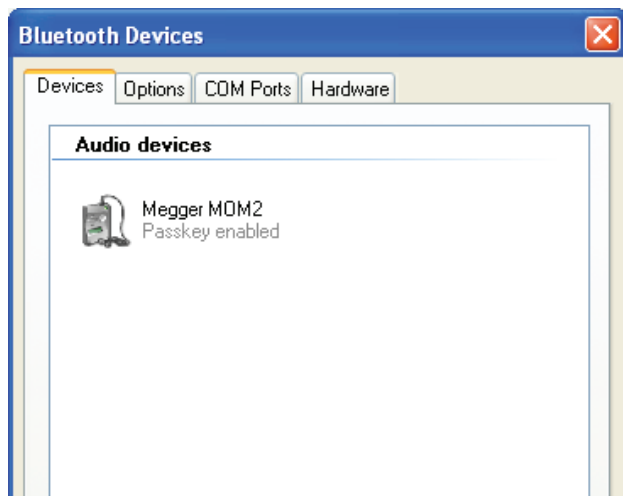 Bluetooth Devices
Devices Options COM Ports Hardware
Audio devices
Megger MOM2
Passkey enabled